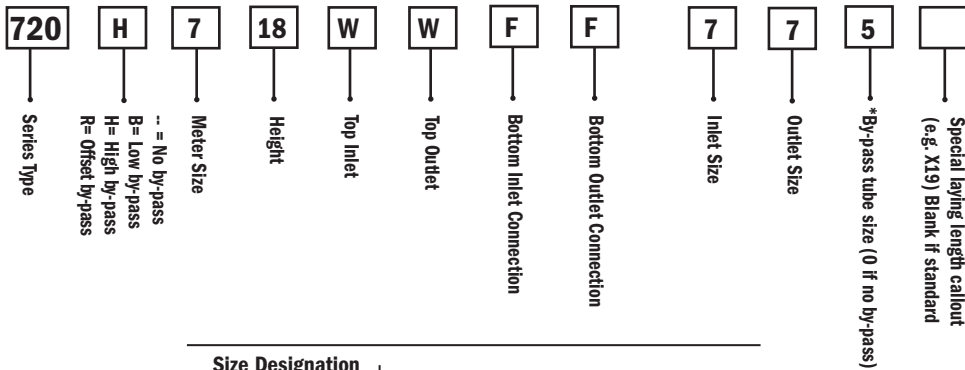 720 H 7 18 W W F F 7 7 5
Series Type
-- = No by-pass
B= Low by-pass
H= High by-pass
R= Offset by-pass
Meter Size
Height
Top Inlet
Top Outlet
Bottom Inlet Connection
Bottom Outlet Connection
Inlet Size
Outlet Size
*By-pass tube size (0 if no by-pass)
Special laying length callout
(e.g. X19) Blank if standard
Size Designation